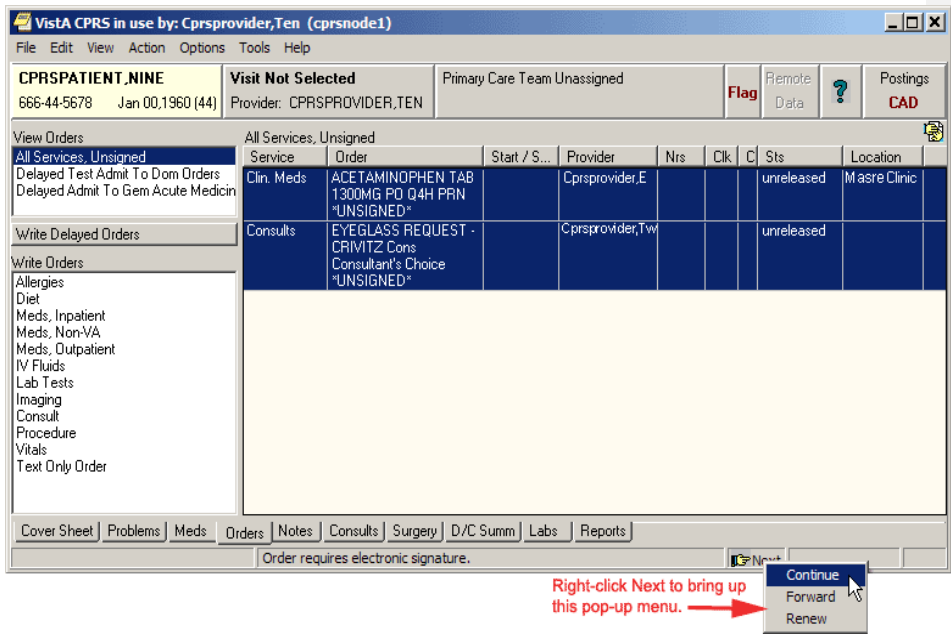 VistA CPRS in use by: Cprsprovider,Ten (cprsnode1)
File Edit View Action Options Tools Help
CPRSPATIENT,NINE
666-44-5678 Jan 00,1960 (44)
Visit Not Selected
Provider: CPRSPROVIDER,TEN
Primary Care Team Unassigned
Flag
Remote
Data
?
Postings
CAD
View Orders
All Services, Unsigned
Delayed Test Admit To Dom Orders
Delayed Admit To Gem Acute Medicin
Write Delayed Orders
Write Orders
Allergies
Diet
Meds, Inpatient
Meds, Non-VA
Meds, Outpatient
IV Fluids
Lab Tests
Imaging
Consult
Procedure
Vitals
Text Only Order
All Services, Unsigned
Service Order Start / S... Provider Nrs Clk C Sts Location
Clin. Meds ACETAMINOPHEN TAB Cprsprovider,E unreleased Masre Clinic
1300MG PO Q4H PRN
*UNSIGNED*
Consults EYEGLASS REQUEST - Cprsprovider,Tw unreleased
CRIVITZ Cons
Consultant's Choice
*UNSIGNED*
Cover Sheet Problems Meds Orders Notes Consults Surgery D/C Summ Labs Reports
Order requires electronic signature.
Next
Continue
Forward
Renew
Right-click Next to bring up
this pop-up menu.